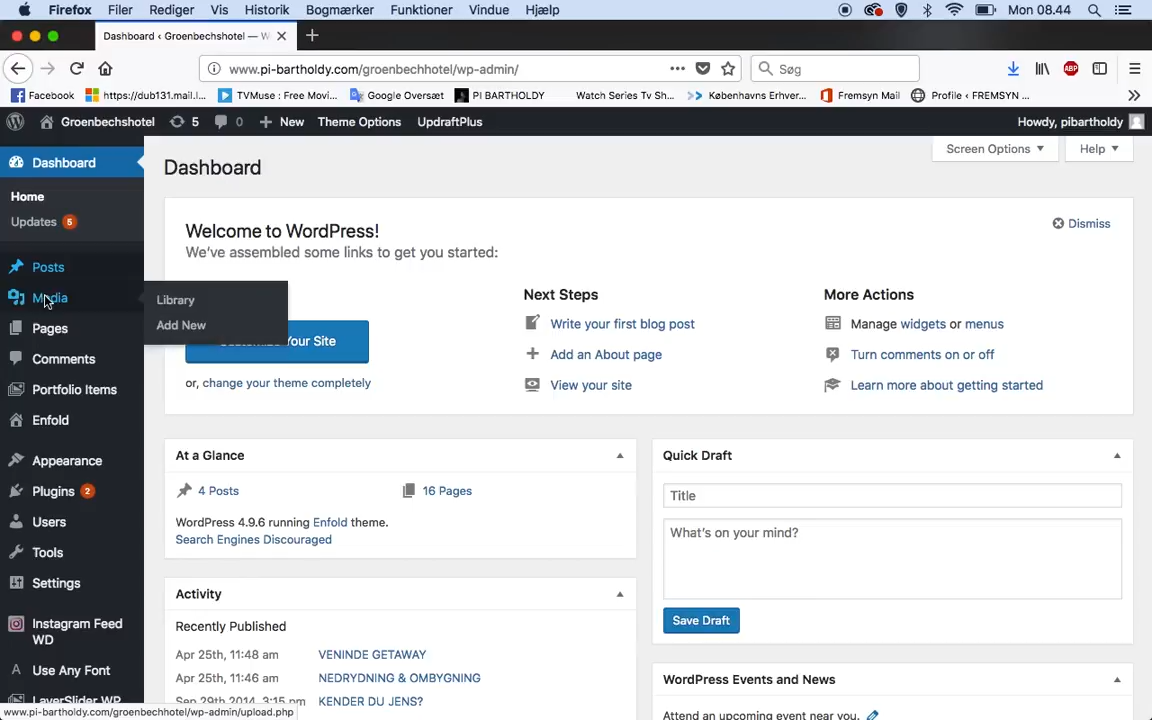 Firefox Filer Rediger Vis Historik Bogmærker Funktioner Vindue Hjælp Mon 08.44
Dashboard ‹ Groenbechshotel — W
www.pi-bartholdy.com/groenbechhotel/wp-admin/
Søg
ABP
Facebook
https://dub131.mail.l...
TVMuse : Free Movi...
Google Oversæt
PI BARTHOLDY
Watch Series Tv Sh...
Københavns Erhver...
Fremsyn Mail
Profile ‹ FREMSYN ...
Groenbechshotel 5 0 New Theme Options UpdraftPlus Howdy, pibartholdy
Dashboard
Home
Updates 5
Posts
Media
Library
Add New
Pages
Comments
Portfolio Items
Enfold
Appearance
Plugins 2
Users
Tools
Settings
Instagram Feed
WD
Use Any Font
LayerSlider WP
www.pi-bartholdy.com/groenbechhotel/wp-admin/upload.php
Dashboard
Screen Options
Help
Welcome to WordPress!
We've assembled some links to get you started:
Dismiss
Your Site
or, change your theme completely
Next Steps
Write your first blog post
Add an About page
View your site
More Actions
Manage widgets or menus
Turn comments on or off
Learn more about getting started
At a Glance
4 Posts
16 Pages
WordPress 4.9.6 running Enfold theme.
Search Engines Discouraged
Activity
Recently Published
Apr 25th, 11:48 am VENINDE GETAWAY
Apr 25th, 11:46 am NEDRYDNING & OMBYGNING
Sep 29th 2014, 3:15 pm KENDER DU JENS?
Quick Draft
Title
What's on your mind?
Save Draft
WordPress Events and News
Attend an upcoming event near you.